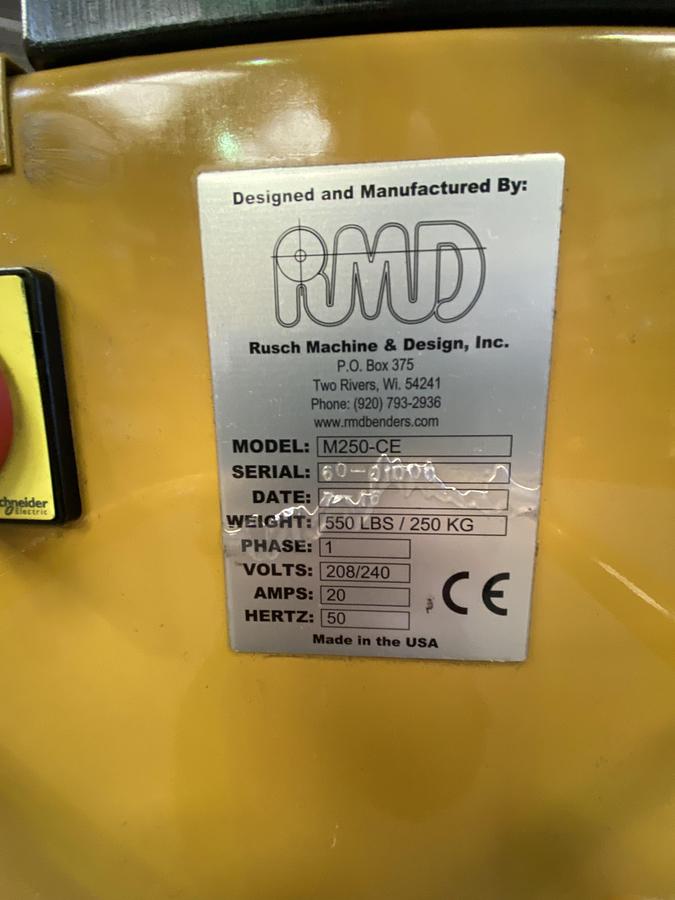 Designed and Manufactured By:
RMD
Rusch Machine & Design, Inc.
P.O. Box 375
Two Rivers, Wi. 54241
Phone: (920) 793-2936
www.rmdbenders.com
MODEL: M250-CE
SERIAL:
DATE:
WEIGHT: 550 LBS / 250 KG
PHASE: 1
VOLTS: 208/240
AMPS: 20
HERTZ: 50
CE
Made in the USA
chneider
Electric